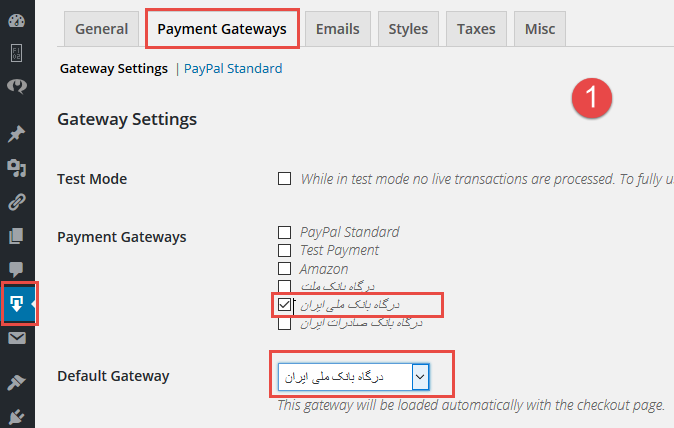 General Payment Gateways Emails Styles Taxes Misc
Gateway Settings | PayPal Standard
1
Gateway Settings
Test Mode While in test mode no live transactions are processed. To fully u
Payment Gateways PayPal Standard
Test Payment
Amazon
درگاه بانک ملت
درگاه بانک ملی ایران
درگاه بانک صادرات ایران
Default Gateway درگاه بانک ملی ایران
This gateway will be loaded automatically with the checkout page.